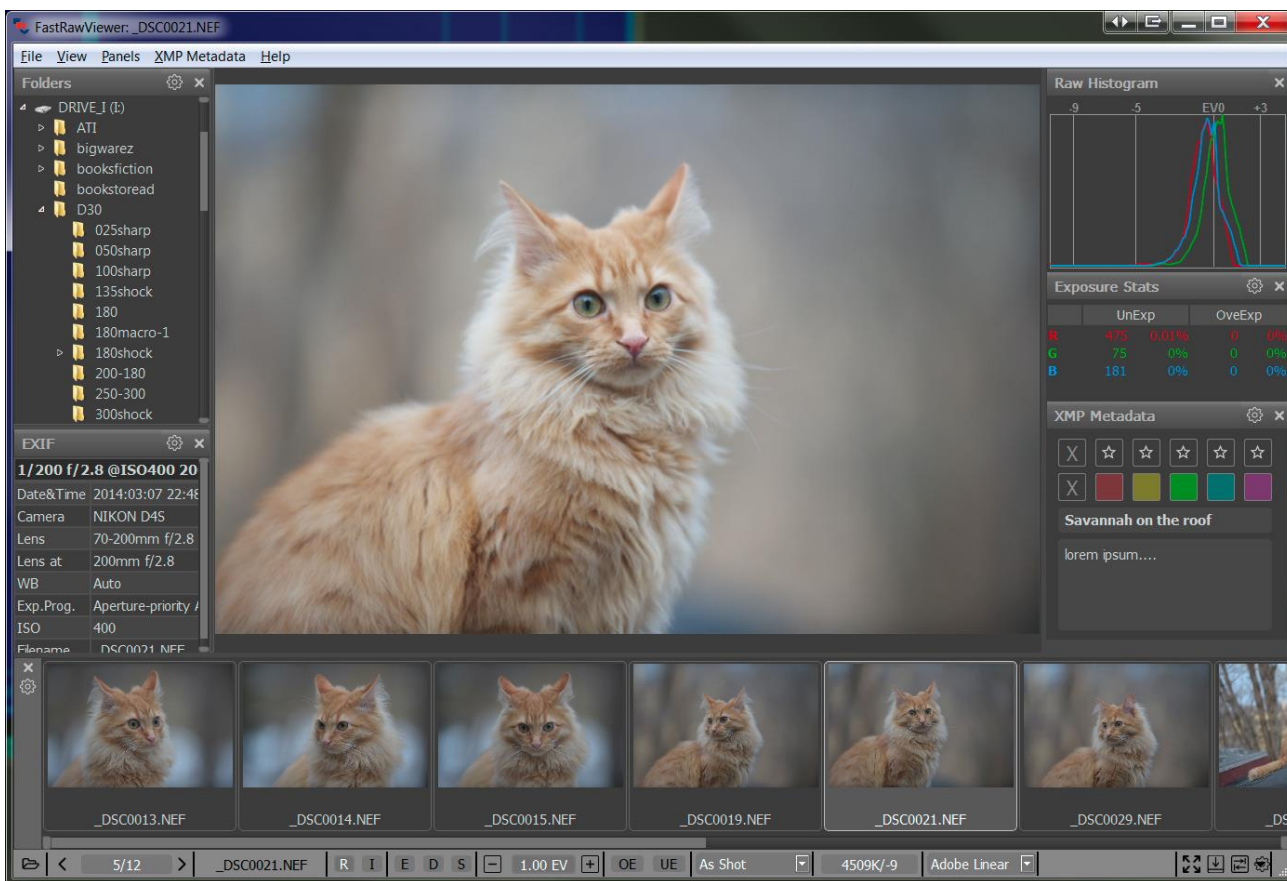 FastRawViewer: _DSC0021.NEF
File View Panels XMP Metadata Help
Folders
DRIVE_I (I:)
ATI
bigwarez
booksfiction
bookstoread
D30
025sharp
050sharp
100sharp
135shock
180
180macro-1
180shock
200-180
250-300
300shock
EXIF
1/200 f/2.8 @ISO400 20
Date&Time 2014:03:07 22:48
Camera NIKON D4S
Lens 70-200mm f/2.8
Lens at 200mm f/2.8
WB Auto
Exp.Prog. Aperture-priority A
ISO 400
Filename _DSC0021.NEF
Raw Histogram
-9 -5 EV0 +3
Exposure Stats
UnExp OveExp
R 475 0.01% 0 0%
G 75 0% 0 0%
B 181 0% 0 0%
XMP Metadata
X
X
Savannah on the roof
lorem ipsum....
_DSC0013.NEF _DSC0014.NEF _DSC0015.NEF _DSC0019.NEF _DSC0021.NEF _DSC0029.NEF _DS
5/12 _DSC0021.NEF R I E D S 1.00 EV OE UE As Shot 4509K/-9 Adobe Linear